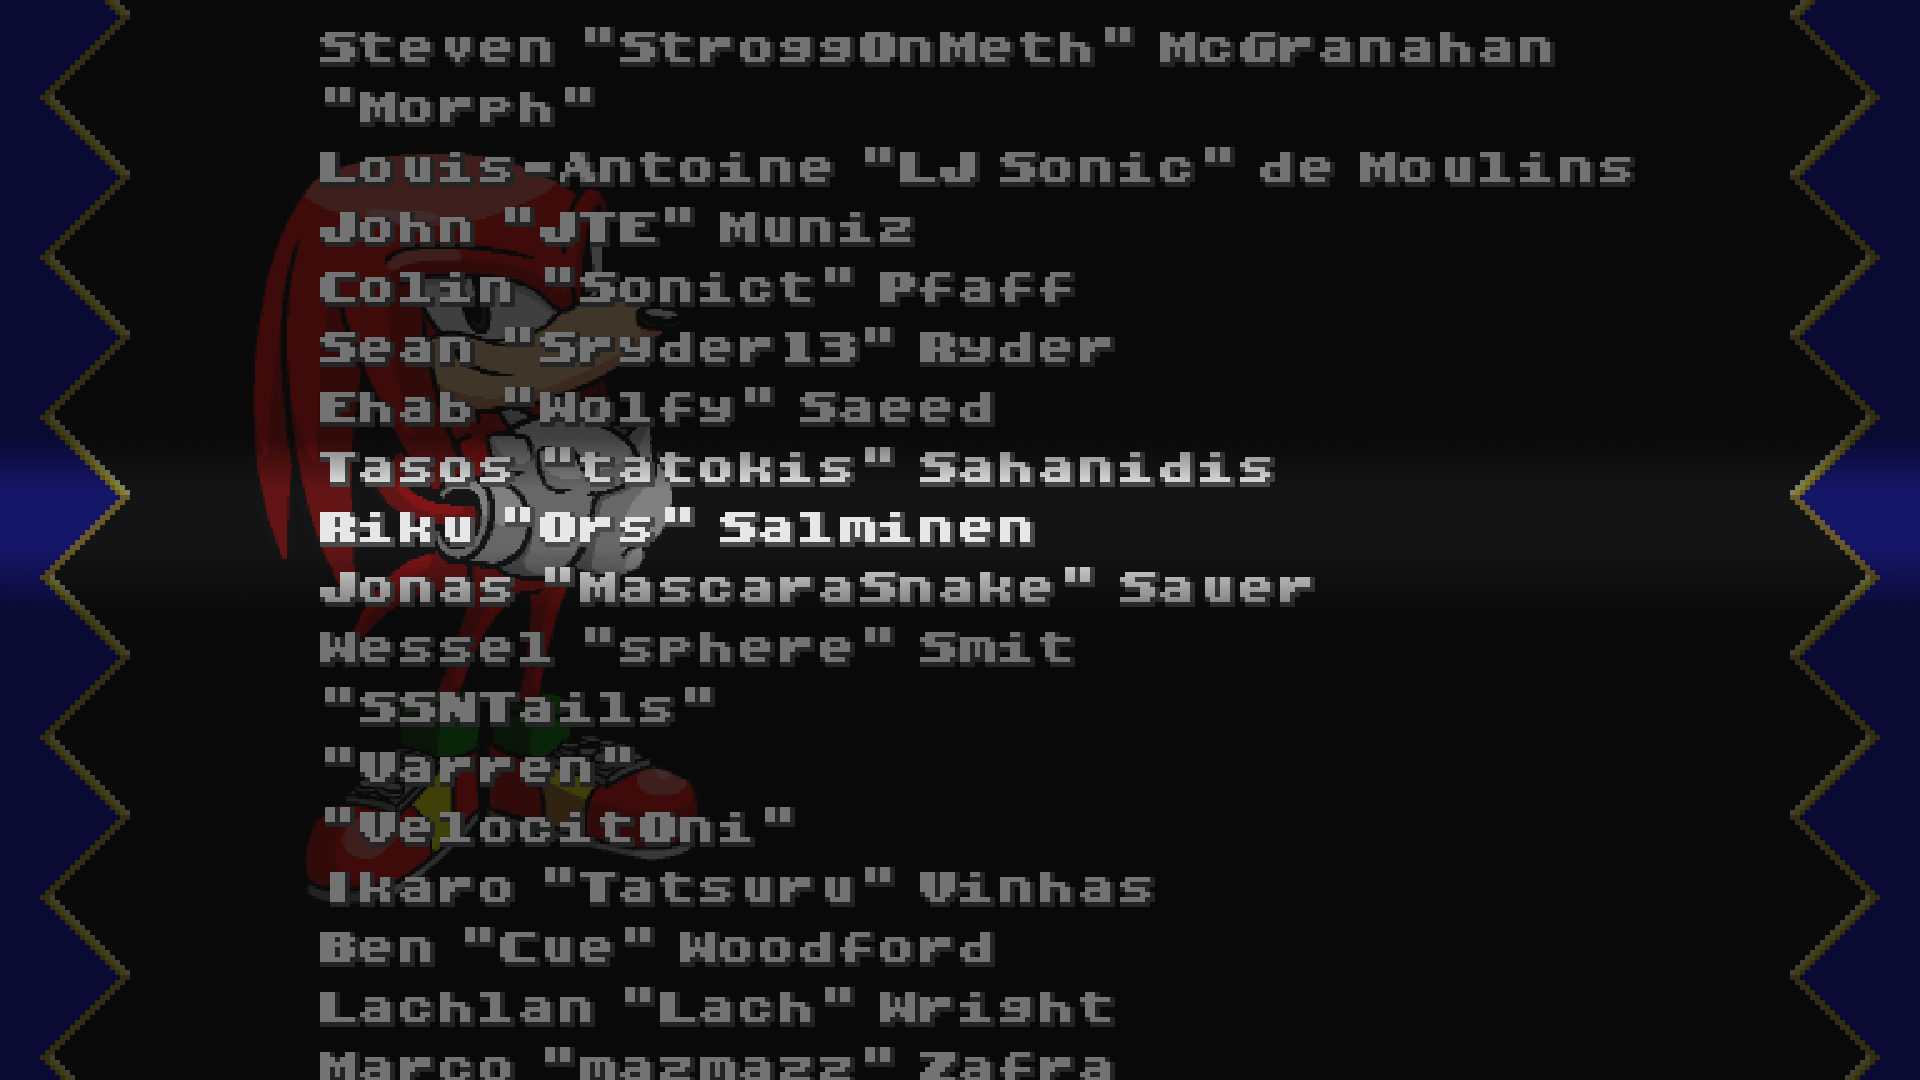 Steven "StroggOnMeth" McGranahan
"Morph"
Louis-Antoine "LJ Sonic" de Moulins
John "JTE" Muniz
Colin "Sonict" Pfaff
Sean "Sryder13" Ryder
Ehab "Wolfy" Saeed
Tasos "tatokis" Sahanidis
Riku "Ors" Salminen
Jonas "MascaraSnake" Sauer
Wessel "sphere" Smit
"SSNTails"
"Varren"
"VelocitOni"
Ikaro "Tatsuru" Vinhas
Ben "Cue" Woodford
Lachlan "Lach" Wright
Marco "mazmazz" Zafra